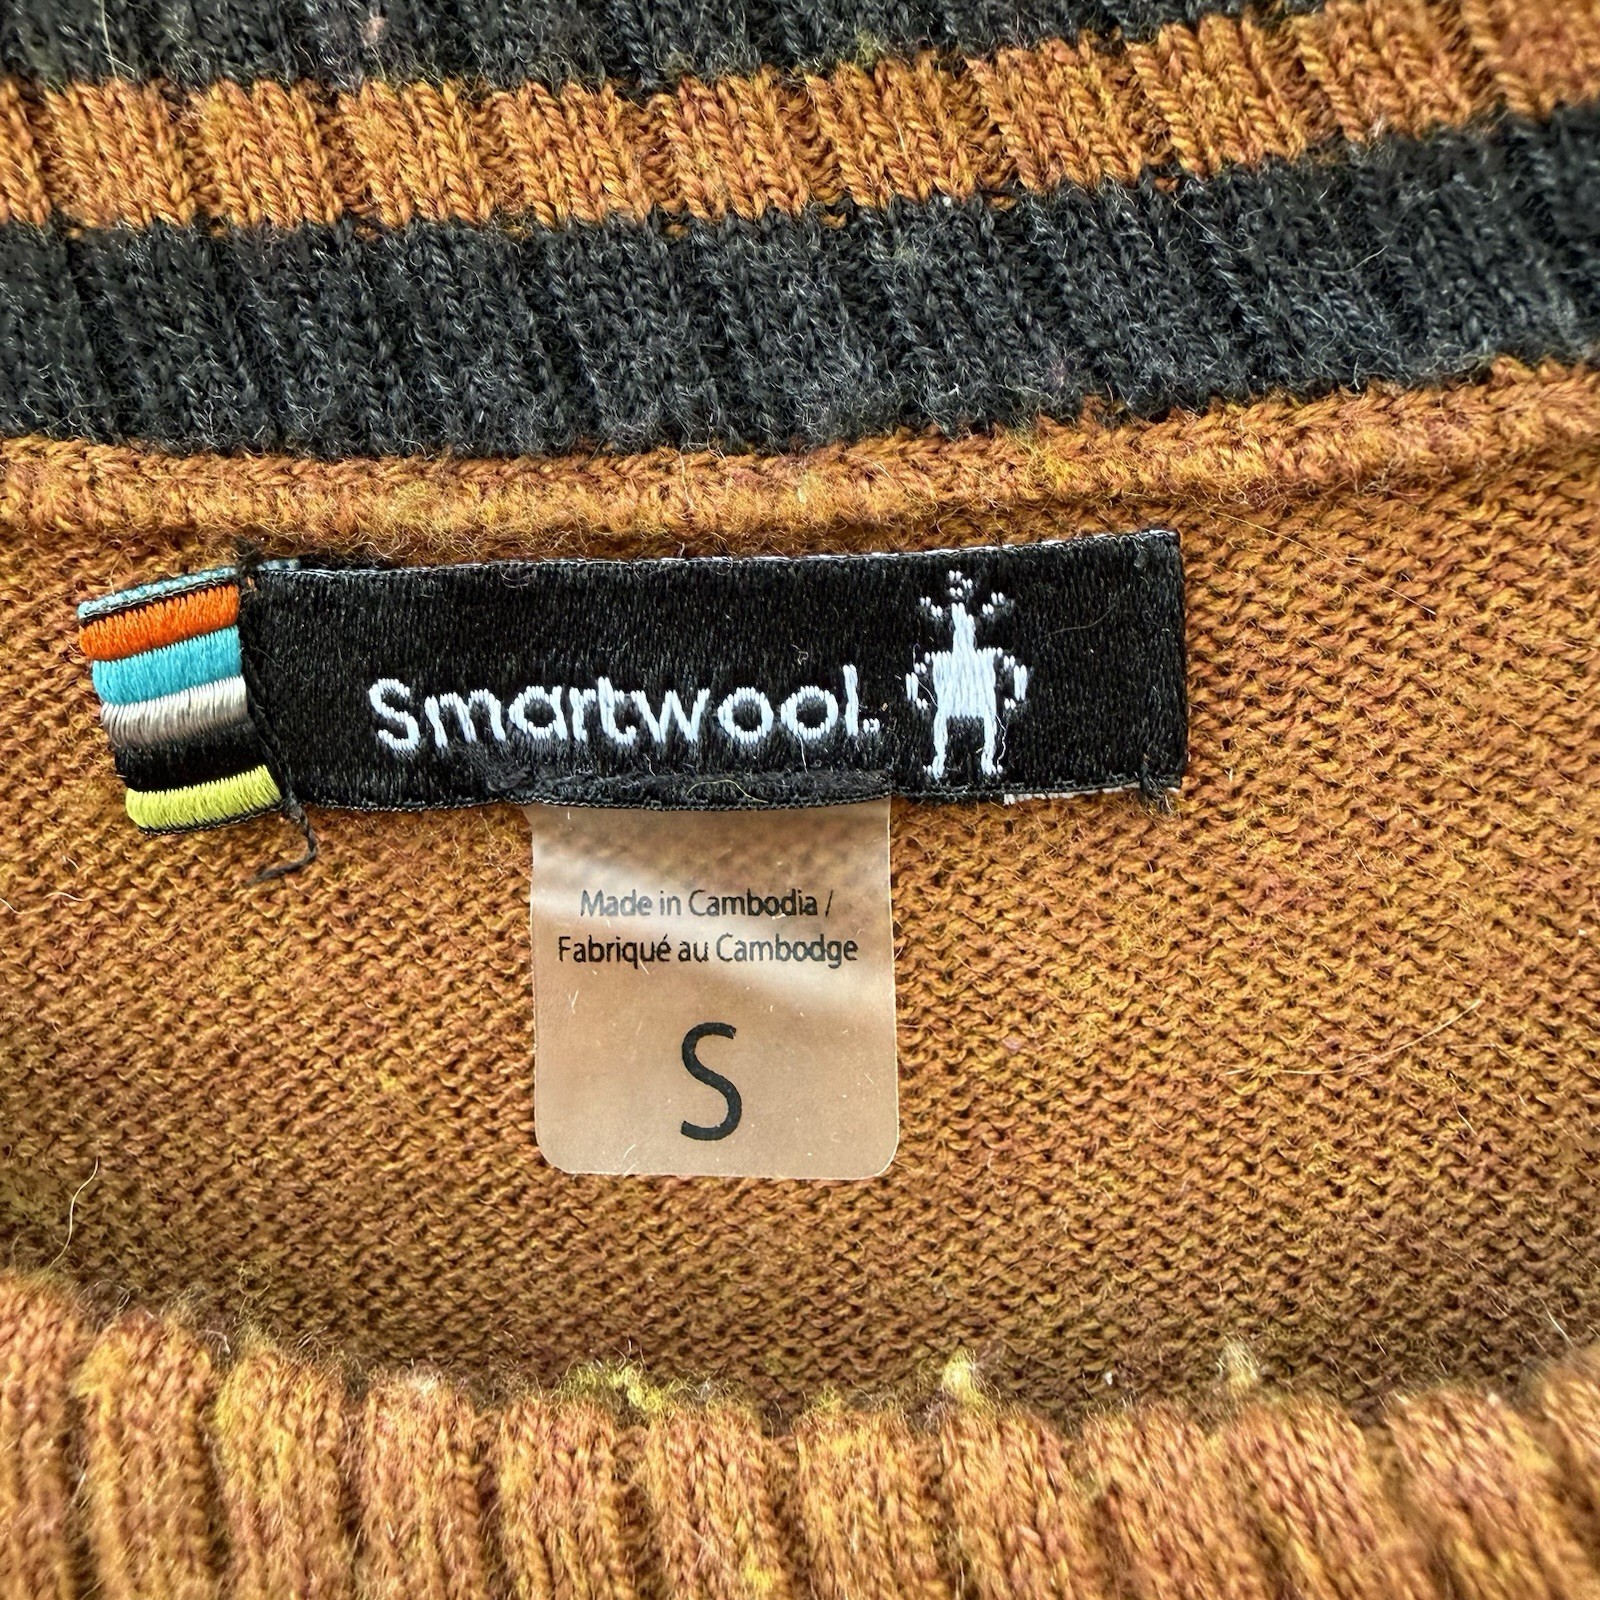 Smartwool.
Made in Cambodia /
Fabriqué au Cambodge
S